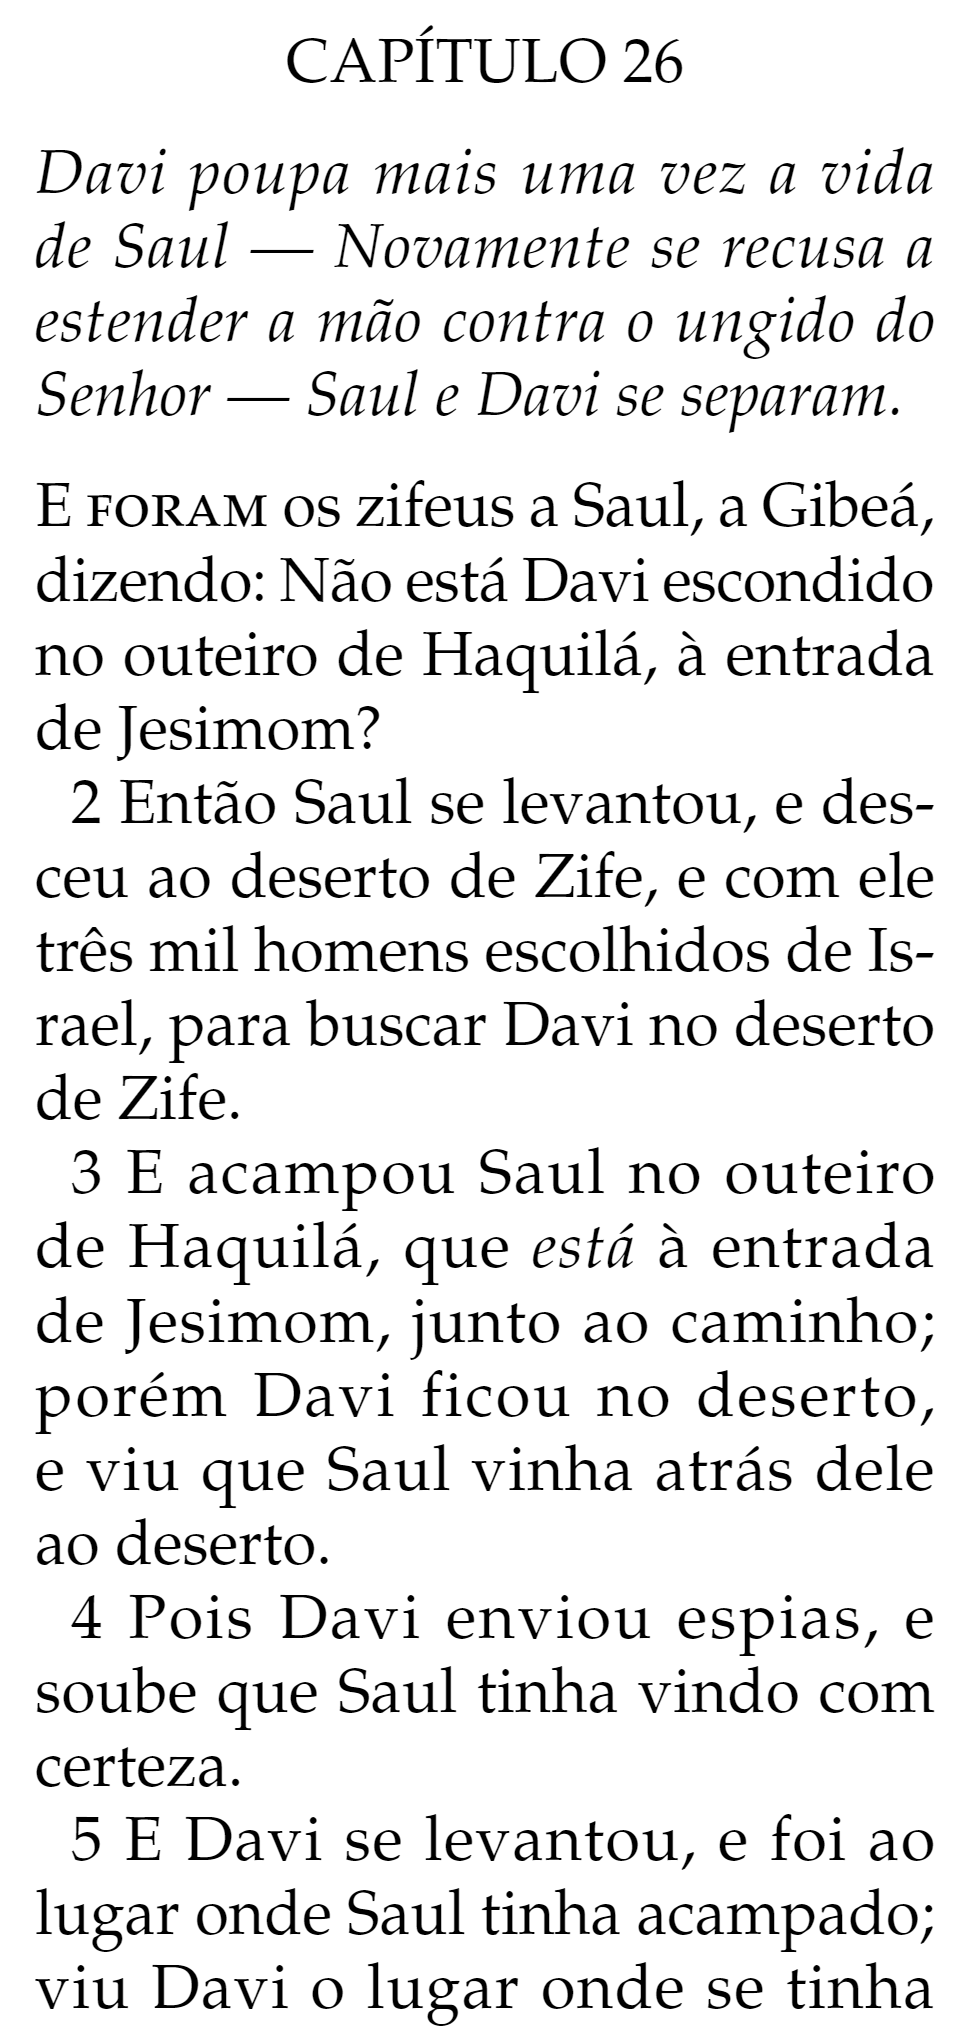 CAPÍTULO 26
Davi poupa mais uma vez a vida
de Saul — Novamente se recusa a
estender a mão contra o ungido do
Senhor — Saul e Davi se separam.
E FORAM os zifeus a Saul, a Gibeá,
dizendo: Não está Davi escondido
no outeiro de Haquilá, à entrada
de Jesimom?
2 Então Saul se levantou, e des-
ceu ao deserto de Zife, e com ele
três mil homens escolhidos de Is-
rael, para buscar Davi no deserto
de Zife.
3 E acampou Saul no outeiro
de Haquilá, que está à entrada
de Jesimom, junto ao caminho;
porém Davi ficou no deserto,
e viu que Saul vinha atrás dele
ao deserto.
4 Pois Davi enviou espias, e
soube que Saul tinha vindo com
certeza.
5 E Davi se levantou, e foi ao
lugar onde Saul tinha acampado;
viu Davi o lugar onde se tinha